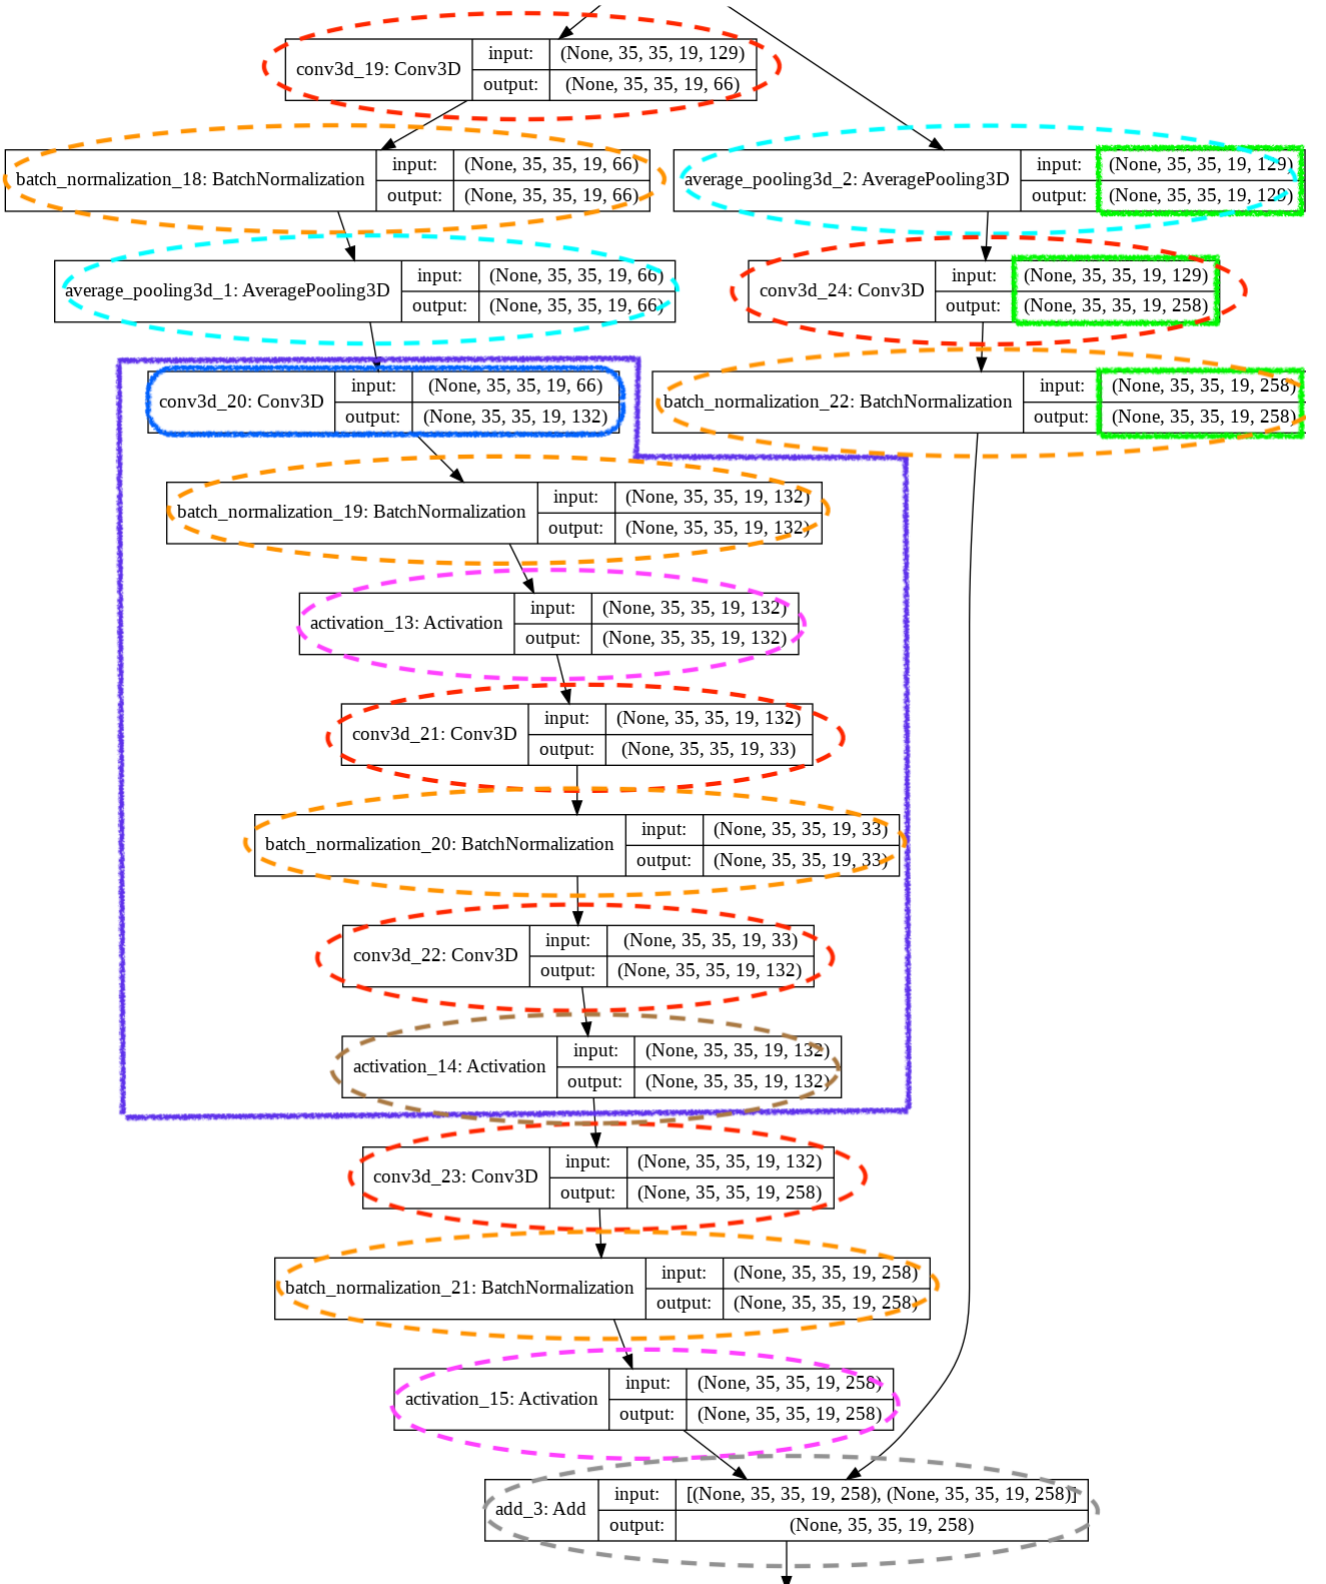 conv3d_19: Conv3D
input: (None, 35, 35, 19, 129)
output: (None, 35, 35, 19, 66)
batch_normalization_18: BatchNormalization
input: (None, 35, 35, 19, 66)
output: (None, 35, 35, 19, 66)
average_pooling3d_2: AveragePooling3D
input: (None, 35, 35, 19, 129)
output: (None, 35, 35, 19, 129)
average_pooling3d_1: AveragePooling3D
input: (None, 35, 35, 19, 66)
output: (None, 35, 35, 19, 66)
conv3d_24: Conv3D
input: (None, 35, 35, 19, 129)
output: (None, 35, 35, 19, 258)
conv3d_20: Conv3D
input: (None, 35, 35, 19, 66)
output: (None, 35, 35, 19, 132)
batch_normalization_22: BatchNormalization
input: (None, 35, 35, 19, 258)
output: (None, 35, 35, 19, 258)
batch_normalization_19: BatchNormalization
input: (None, 35, 35, 19, 132)
output: (None, 35, 35, 19, 132)
activation_13: Activation
input: (None, 35, 35, 19, 132)
output: (None, 35, 35, 19, 132)
conv3d_21: Conv3D
input: (None, 35, 35, 19, 132)
output: (None, 35, 35, 19, 33)
batch_normalization_20: BatchNormalization
input: (None, 35, 35, 19, 33)
output: (None, 35, 35, 19, 33)
conv3d_22: Conv3D
input: (None, 35, 35, 19, 33)
output: (None, 35, 35, 19, 132)
activation_14: Activation
input: (None, 35, 35, 19, 132)
output: (None, 35, 35, 19, 132)
conv3d_23: Conv3D
input: (None, 35, 35, 19, 132)
output: (None, 35, 35, 19, 258)
batch_normalization_21: BatchNormalization
input: (None, 35, 35, 19, 258)
output: (None, 35, 35, 19, 258)
activation_15: Activation
input: (None, 35, 35, 19, 258)
output: (None, 35, 35, 19, 258)
add_3: Add
input: [(None, 35, 35, 19, 258), (None, 35, 35, 19, 258)]
output: (None, 35, 35, 19, 258)